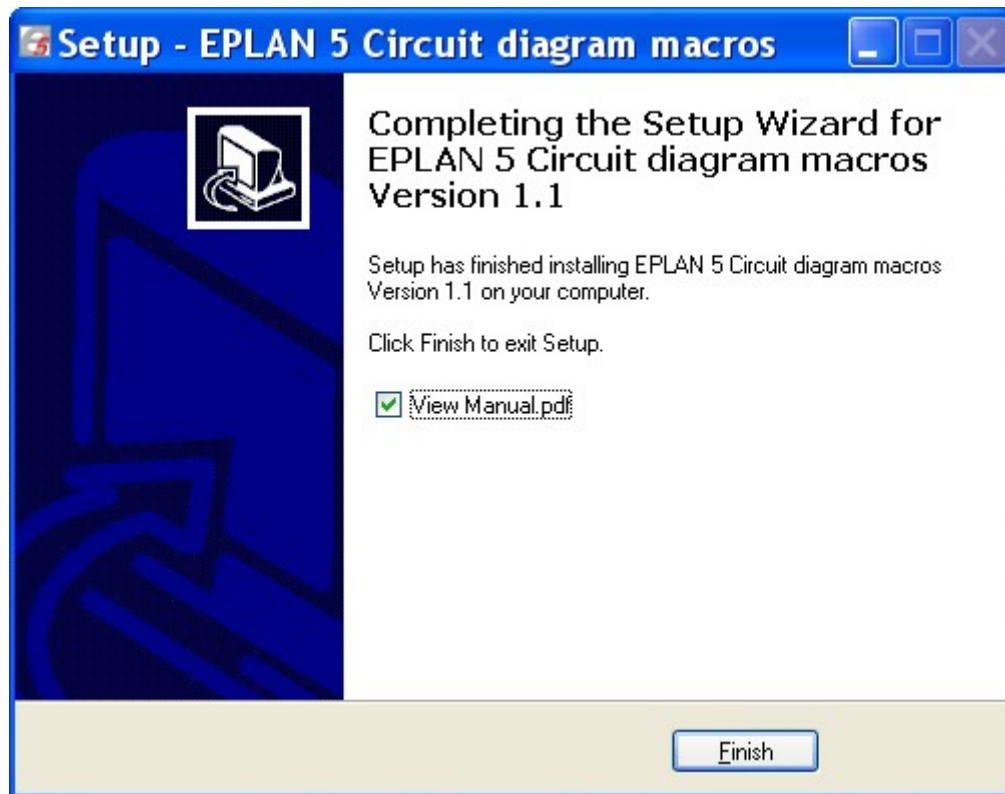 Setup - EPLAN 5 Circuit diagram macros
Completing the Setup Wizard for
EPLAN 5 Circuit diagram macros
Version 1.1
Setup has finished installing EPLAN 5 Circuit diagram macros
Version 1.1 on your computer.
Click Finish to exit Setup.
View Manual.pdf
Finish